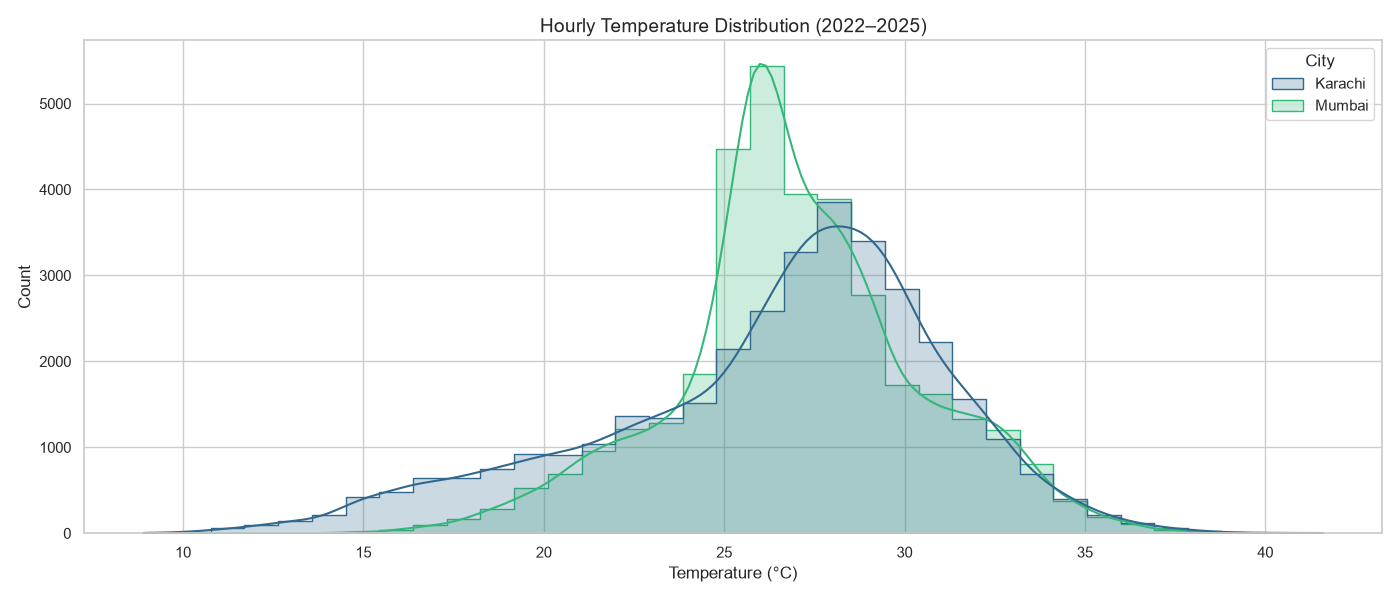 Hourly Temperature Distribution (2022–2025)
City
Karachi
Mumbai
Count
5000
4000
3000
2000
1000
0
10 15 20 25 30 35 40
Temperature (°C)